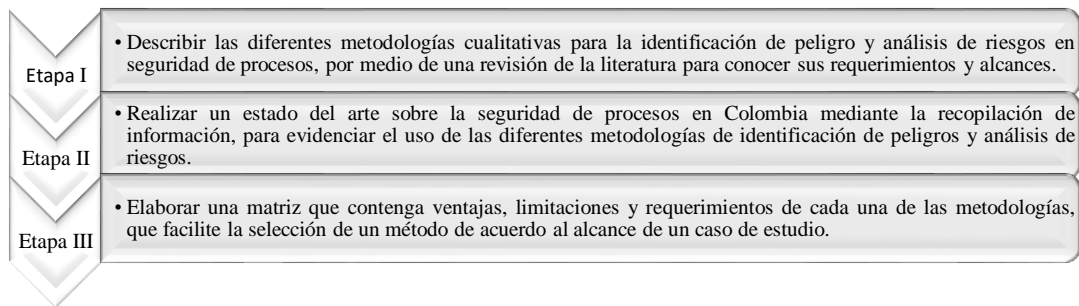 Etapa I
• Describir las diferentes metodologías cualitativas para la identificación de peligro y análisis de riesgos en
seguridad de procesos, por medio de una revisión de la literatura para conocer sus requerimientos y alcances.
Etapa II
• Realizar un estado del arte sobre la seguridad de procesos en Colombia mediante la recopilación de
información, para evidenciar el uso de las diferentes metodologías de identificación de peligros y análisis de
riesgos.
Etapa III
• Elaborar una matriz que contenga ventajas, limitaciones y requerimientos de cada una de las metodologías,
que facilite la selección de un método de acuerdo al alcance de un caso de estudio.